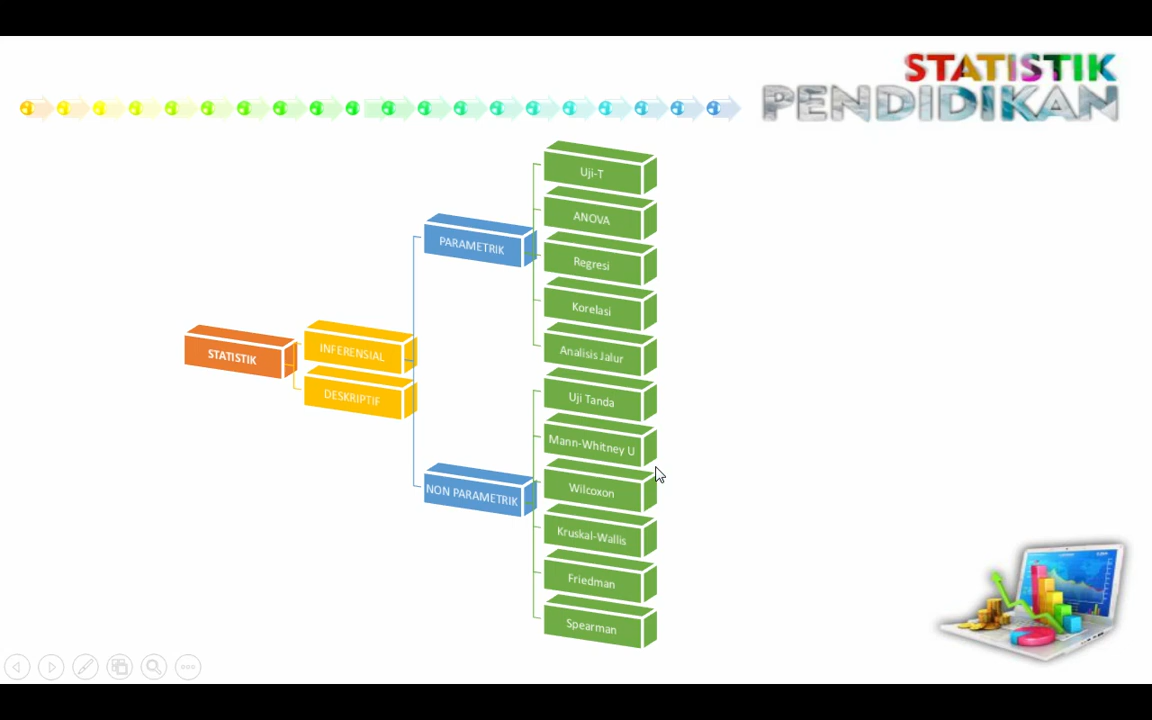 STATISTIK
PENDIDIKAN
STATISTIK
INFERENSIAL
DESKRIPTIF
PARAMETRIK
NON PARAMETRIK
Uji-T
ANOVA
Regresi
Korelasi
Analisis Jalur
Uji Tanda
Mann-Whitney U
Wilcoxon
Kruskal-Wallis
Friedman
Spearman